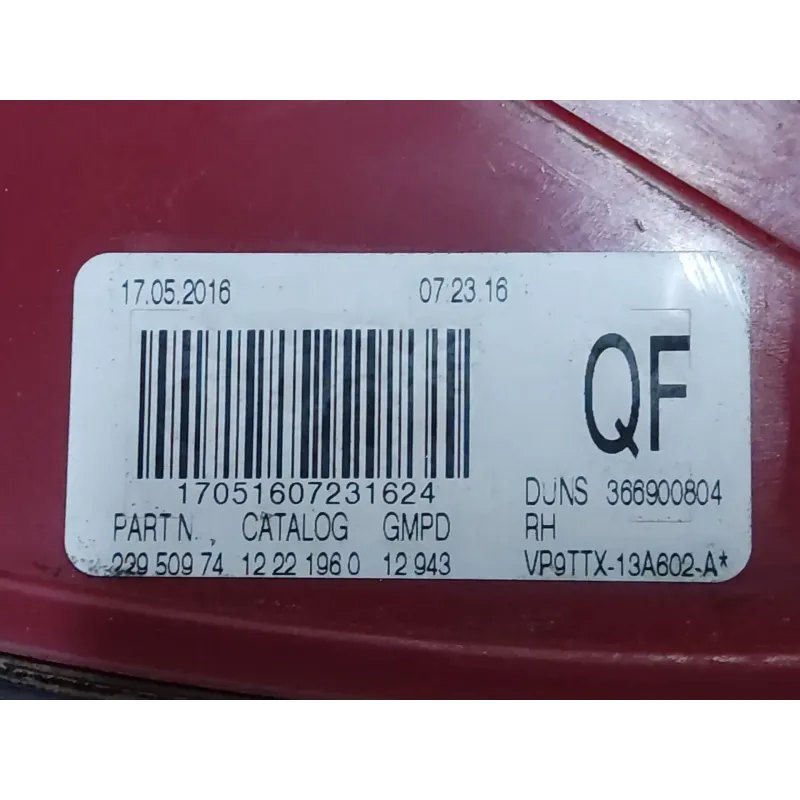 17.05.2016 07.23.16
QF
17051607231624
DUNS 366900804
PART N. CATALOG GMPD RH
229 509 74 12 22 196 0 12 943 VP9TTX-13A602-A*